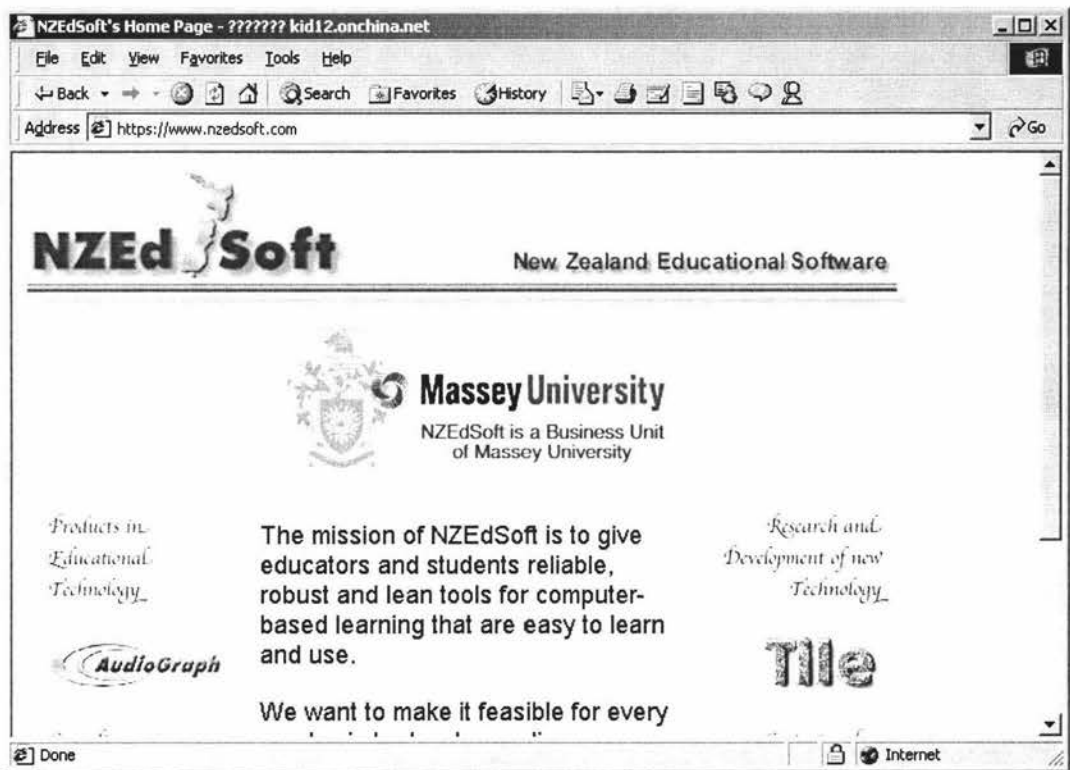 NZEdSoft's Home Page - ??????? kid12.onchina.net
File Edit View Favorites Tools Help
Back Search Favorites History
Address https://www.nzedsoft.com Go
NZEd Soft
New Zealand Educational Software
Massey University
NZEdSoft is a Business Unit
of Massey University
Products in
Educational
Technology
AudioGraph
The mission of NZEdSoft is to give
educators and students reliable,
robust and lean tools for computer-
based learning that are easy to learn
and use.
We want to make it feasible for every
Research and
Development of new
Technology
TILE
Done Internet